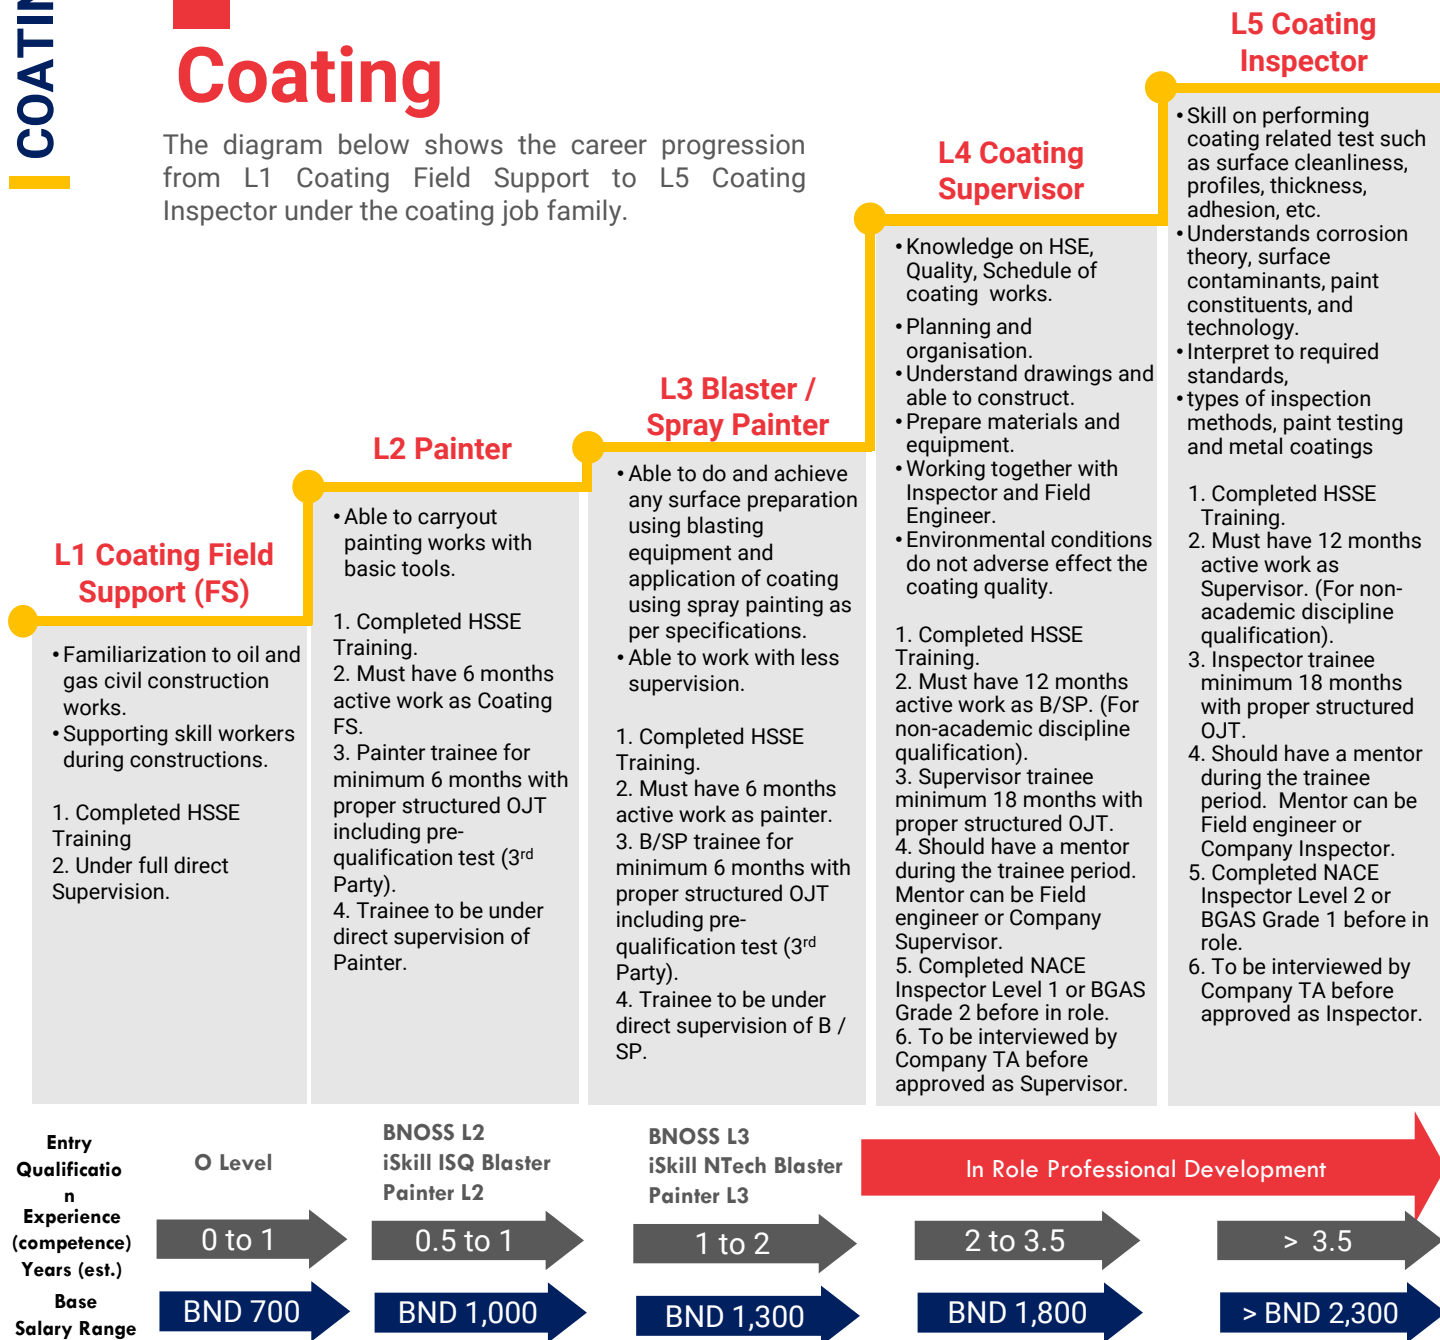 COATIN
Coating
The diagram below shows the career progression
from L1 Coating Field Support to L5 Coating
Inspector under the coating job family.
L1 Coating Field
Support (FS)
• Familiarization to oil and
gas civil construction
works.
• Supporting skill workers
during constructions.
1. Completed HSSE
Training
2. Under full direct
Supervision.
L2 Painter
• Able to carryout
painting works with
basic tools.
1. Completed HSSE
Training.
2. Must have 6 months
active work as Coating
FS.
3. Painter trainee for
minimum 6 months with
proper structured OJT
including pre-
qualification test (3rd
Party).
4. Trainee to be under
direct supervision of
Painter.
L3 Blaster /
Spray Painter
• Able to do and achieve
any surface preparation
using blasting
equipment and
application of coating
using spray painting as
per specifications.
• Able to work with less
supervision.
1. Completed HSSE
Training.
2. Must have 6 months
active work as painter.
3. B/SP trainee for
minimum 6 months with
proper structured OJT
including pre-
qualification test (3rd
Party).
4. Trainee to be under
direct supervision of B /
SP.
L4 Coating
Supervisor
• Knowledge on HSE,
Quality, Schedule of
coating works.
• Planning and
organisation.
• Understand drawings and
able to construct.
• Prepare materials and
equipment.
• Working together with
Inspector and Field
Engineer.
• Environmental conditions
do not adverse effect the
coating quality.
1. Completed HSSE
Training.
2. Must have 12 months
active work as B/SP. (For
non-academic discipline
qualification).
3. Supervisor trainee
minimum 18 months with
proper structured OJT.
4. Should have a mentor
during the trainee period.
Mentor can be Field
engineer or Company
Supervisor.
5. Completed NACE
Inspector Level 1 or BGAS
Grade 2 before in role.
6. To be interviewed by
Company TA before
approved as Supervisor.
L5 Coating
Inspector
• Skill on performing
coating related test such
as surface cleanliness,
profiles, thickness,
adhesion, etc.
• Understands corrosion
theory, surface
contaminants, paint
constituents, and
technology.
• Interpret to required
standards,
• types of inspection
methods, paint testing
and metal coatings
1. Completed HSSE
Training.
2. Must have 12 months
active work as
Supervisor. (For non-
academic discipline
qualification).
3. Inspector trainee
minimum 18 months
with proper structured
OJT.
4. Should have a mentor
during the trainee
period. Mentor can be
Field engineer or
Company Inspector.
5. Completed NACE
Inspector Level 2 or
BGAS Grade 1 before in
role.
6. To be interviewed by
Company TA before
approved as Inspector.
Entry
Qualificatio
n
O Level
BNOSS L2
iSkill ISQ Blaster
Painter L2
BNOSS L3
iSkill NTech Blaster
Painter L3
In Role Professional Development
Experience
(competence)
Years (est.)
0 to 1
0.5 to 1
1 to 2
2 to 3.5
> 3.5
Base
Salary Range
BND 700
BND 1,000
BND 1,300
BND 1,800
> BND 2,300